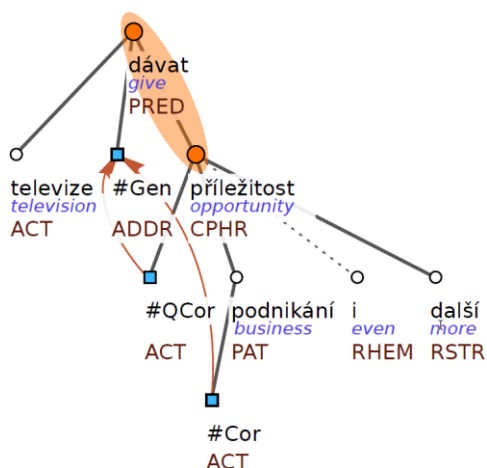 dávat
give
PRED
televize #Gen příležitost
television opportunity
ACT ADDR CPHR
#QCor podnikání i další
business even more
ACT PAT RHEM RSTR
#Cor
ACT